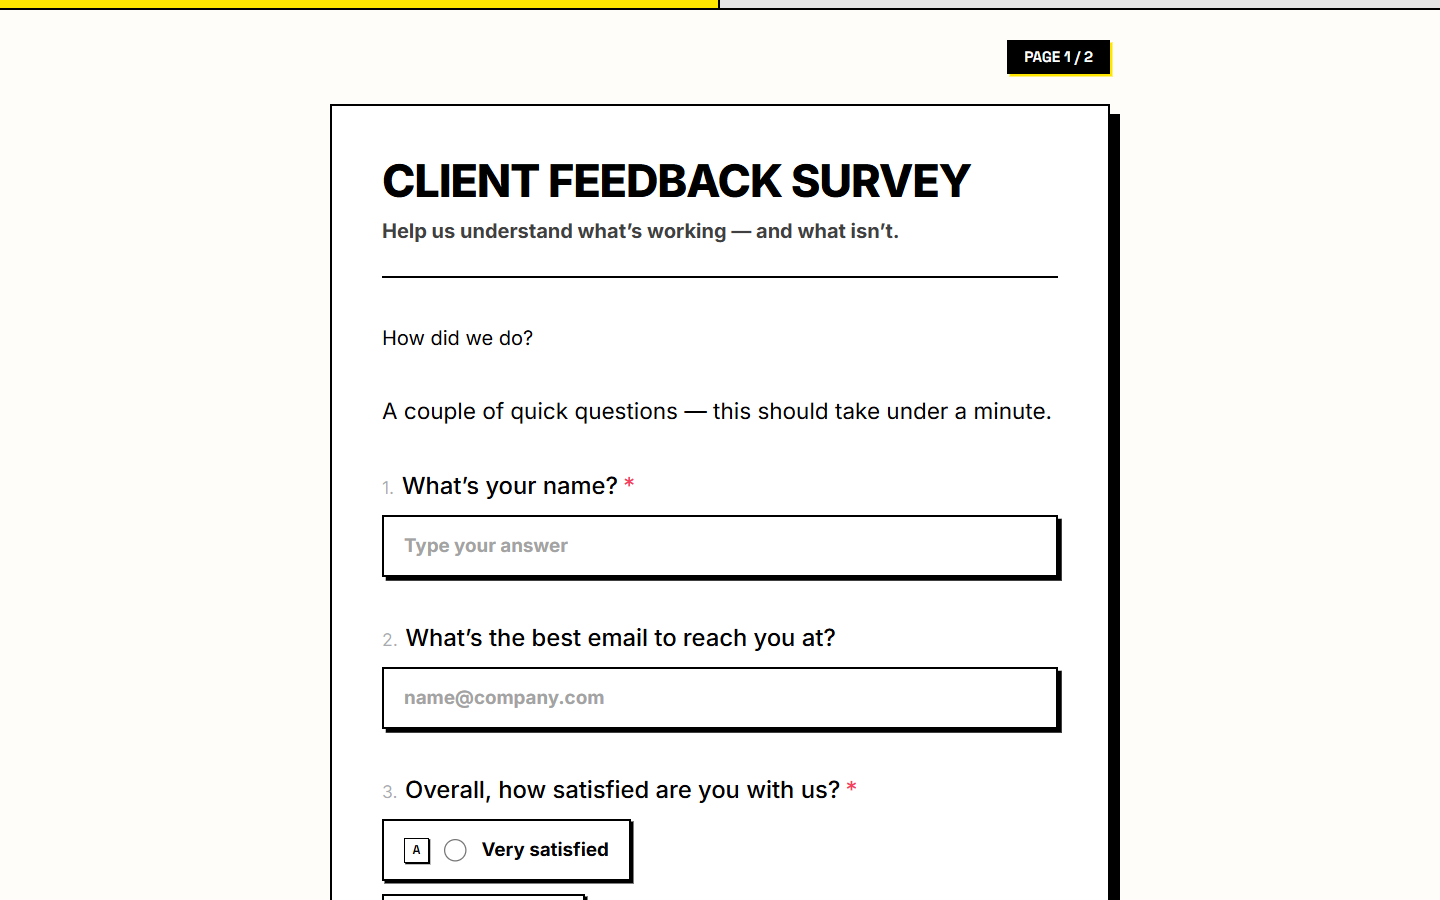 PAGE 1 / 2
CLIENT FEEDBACK SURVEY
Help us understand what’s working — and what isn’t.
How did we do?
A couple of quick questions — this should take under a minute.
1. What’s your name? *
Type your answer
2. What’s the best email to reach you at?
name@company.com
3. Overall, how satisfied are you with us? *
A Very satisfied